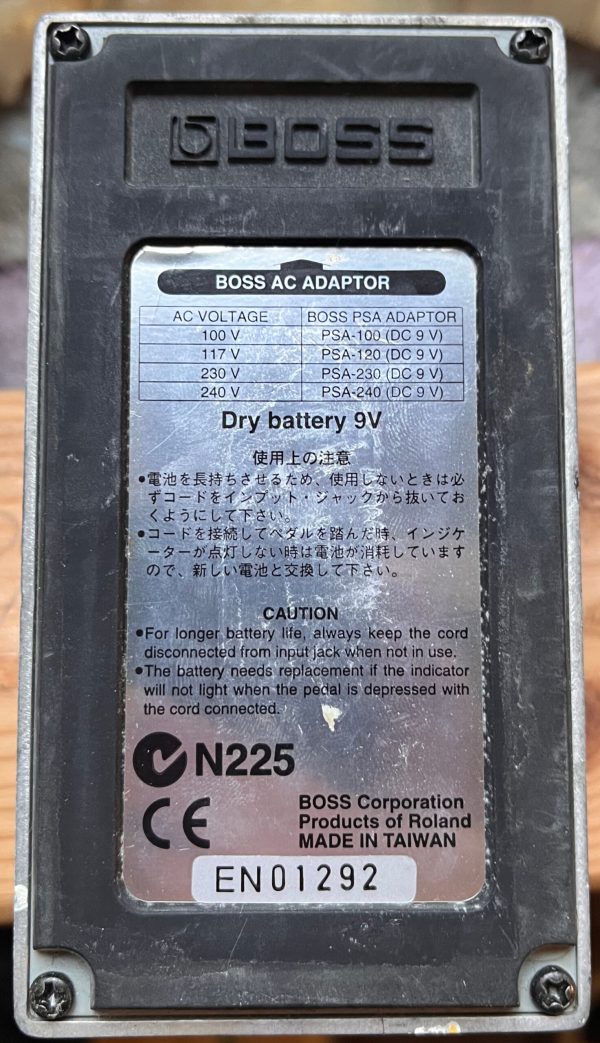 BOSS
BOSS AC ADAPTOR
AC VOLTAGE BOSS PSA ADAPTOR
100 V PSA-100 (DC 9 V)
117 V PSA-120 (DC 9 V)
230 V PSA-230 (DC 9 V)
240 V PSA-240 (DC 9 V)
Dry battery 9V
使用上の注意
●電池を長持ちさせるため、使用しないときは必
ずコードをインプット・ジャックから抜いてお
くようにして下さい。
●コードを接続してペダルを踏んだ時、インジケ
ーターが点灯しない時は電池が消耗しています
ので、新しい電池と交換して下さい。
CAUTION
●For longer battery life, always keep the cord
disconnected from input jack when not in use.
●The battery needs replacement if the indicator
will not light when the pedal is depressed with
the cord connected.
N225
CE
BOSS Corporation
Products of Roland
MADE IN TAIWAN
EN01292